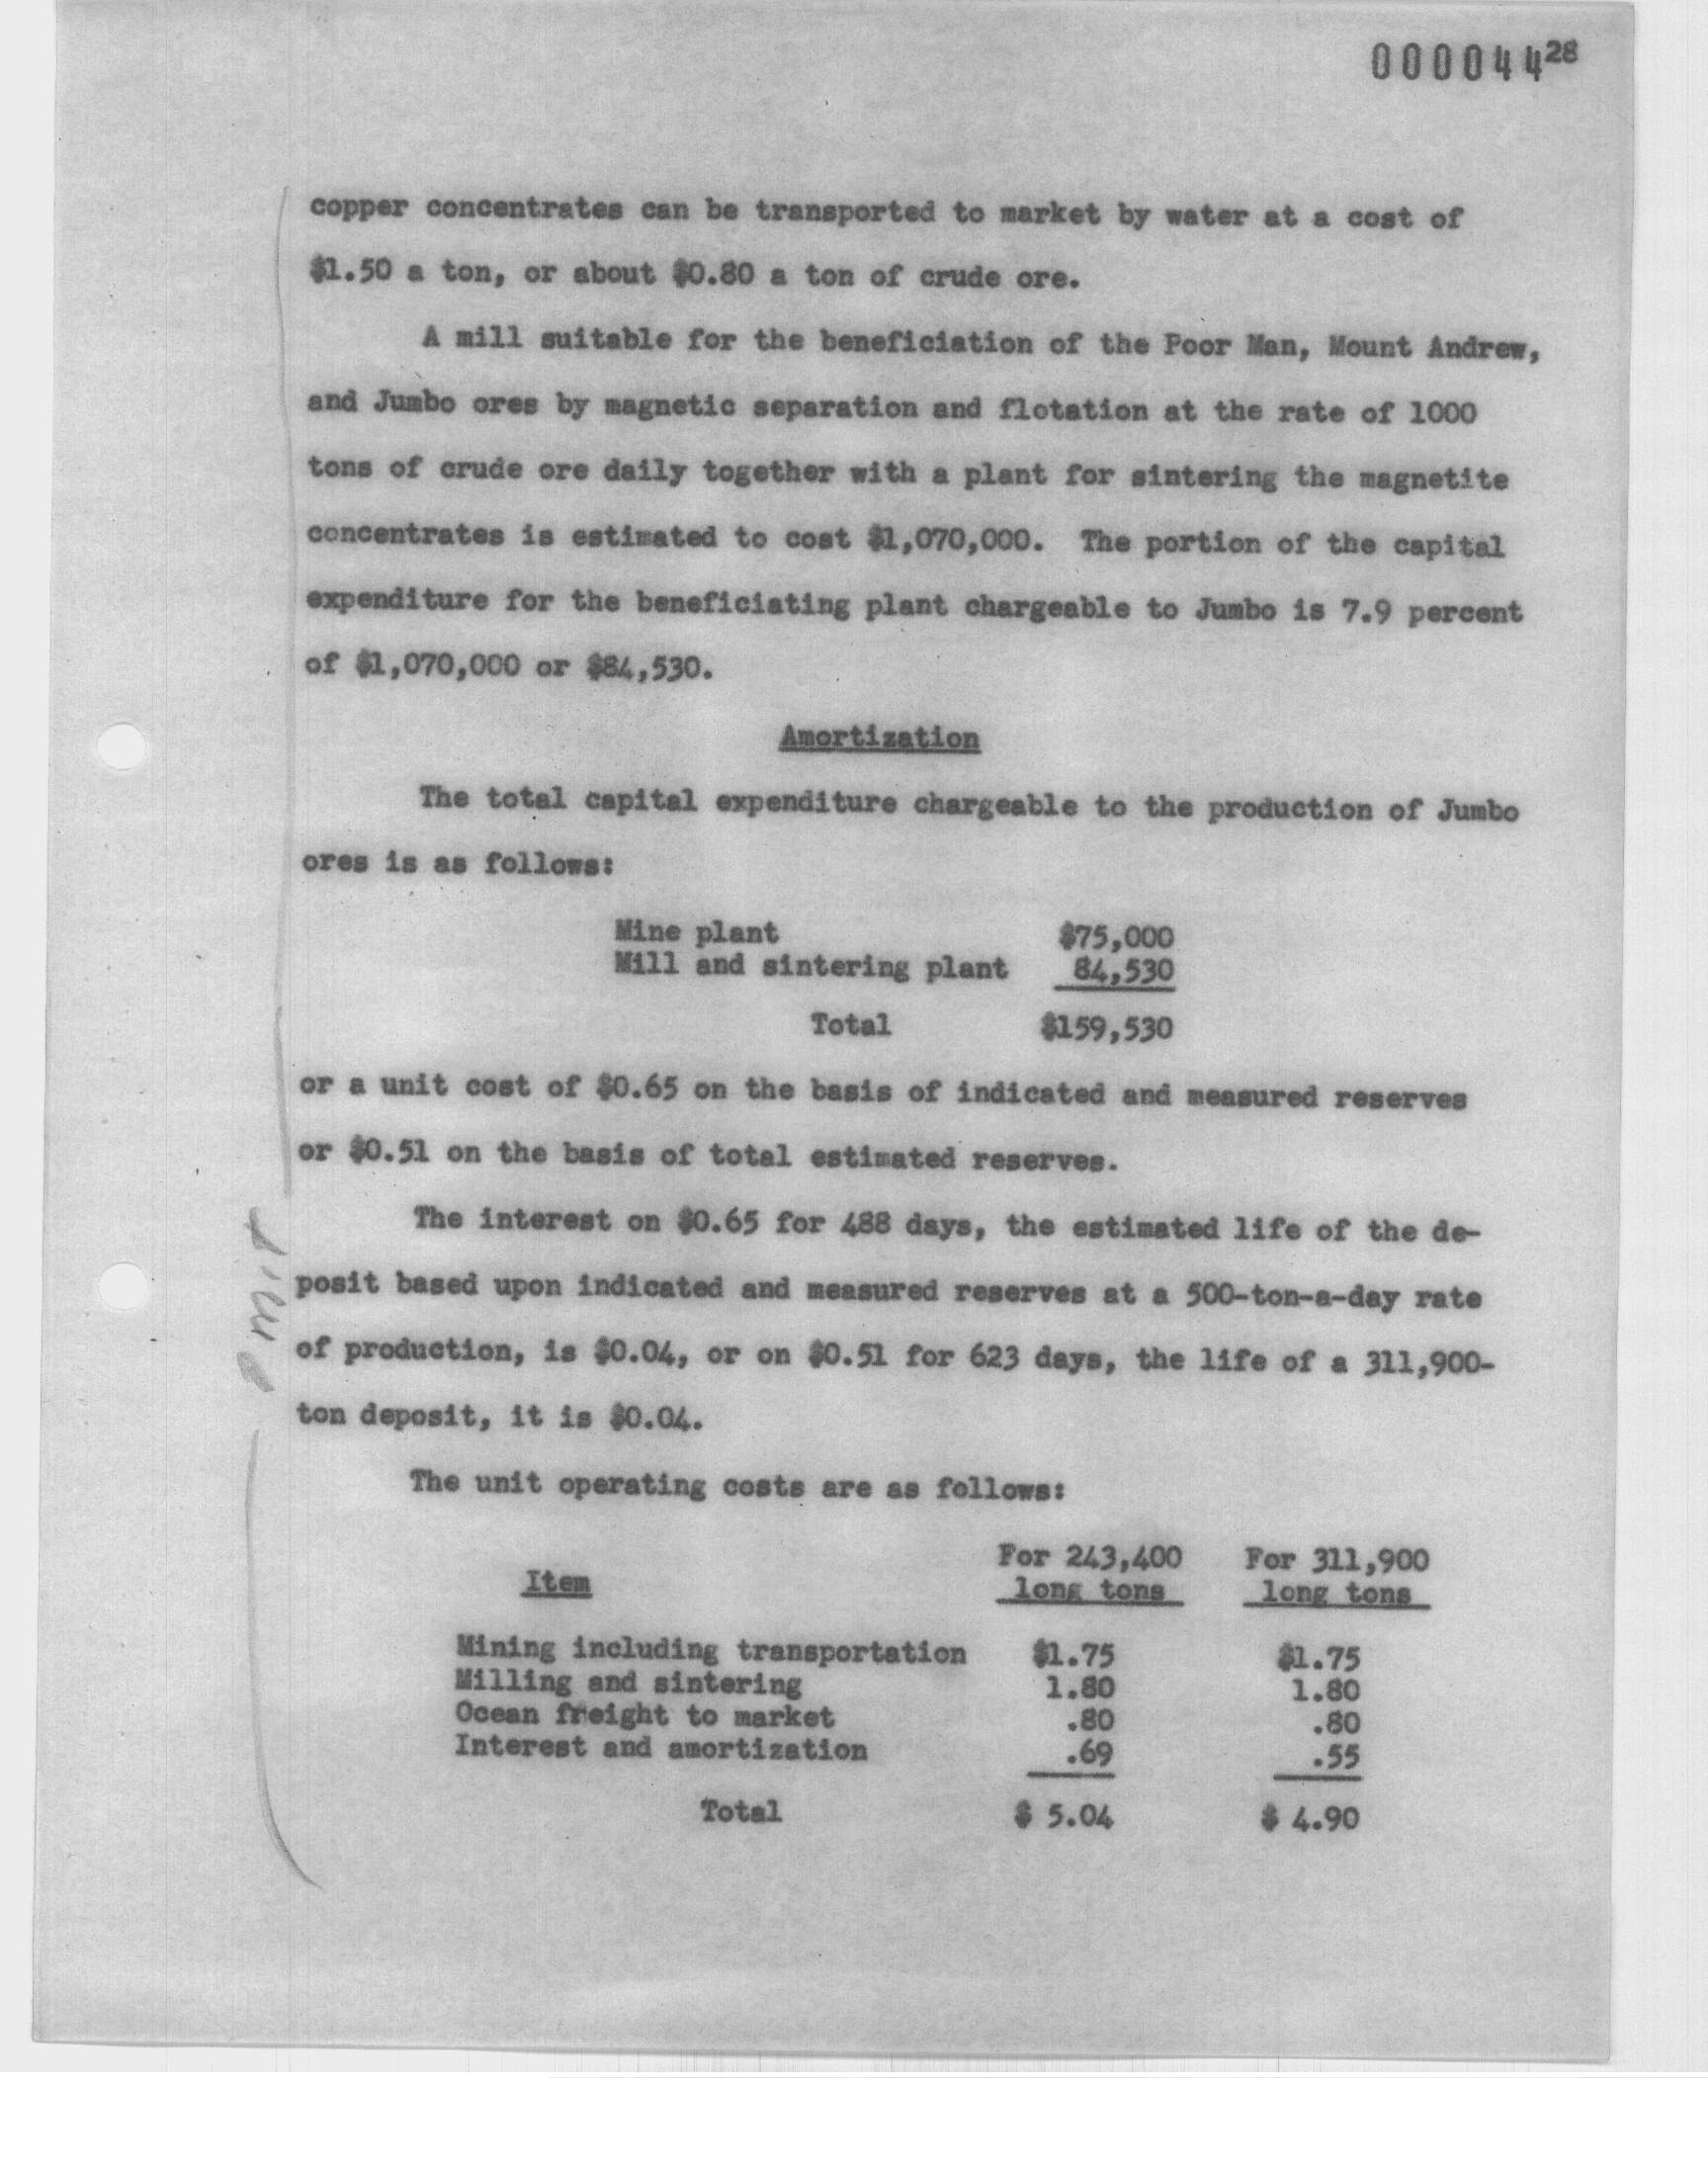 000044 28
copper concentrates can be transported to market by water at a cost of
$1.50 a ton, or about $0.80 a ton of crude ore.
A mill suitable for the beneficiation of the Poor Man, Mount Andrew,
and Jumbo ores by magnetic separation and flotation at the rate of 1000
tons of crude ore daily together with a plant for sintering the magnetite
concentrates is estimated to cost $1,070,000. The portion of the capital
expenditure for the beneficiating plant chargeable to Jumbo is 7.9 percent
of $1,070,000 or $84,530.
Amortization
The total capital expenditure chargeable to the production of Jumbo
ores is as follows:
Mine plant $75,000
Mill and sintering plant 84,530
Total $159,530
or a unit cost of $0.65 on the basis of indicated and measured reserves
or $0.51 on the basis of total estimated reserves.
The interest on $0.65 for 488 days, the estimated life of the de-
posit based upon indicated and measured reserves at a 500-ton-a-day rate
of production, is $0.04, or on $0.51 for 623 days, the life of a 311,900-
ton deposit, it is $0.04.
omit
The unit operating costs are as follows:
For 243,400 For 311,900
Item long tons long tons
Mining including transportation $1.75 $1.75
Milling and sintering 1.80 1.80
Ocean freight to market .80 .80
Interest and amortization .69 .55
Total $ 5.04 $ 4.90